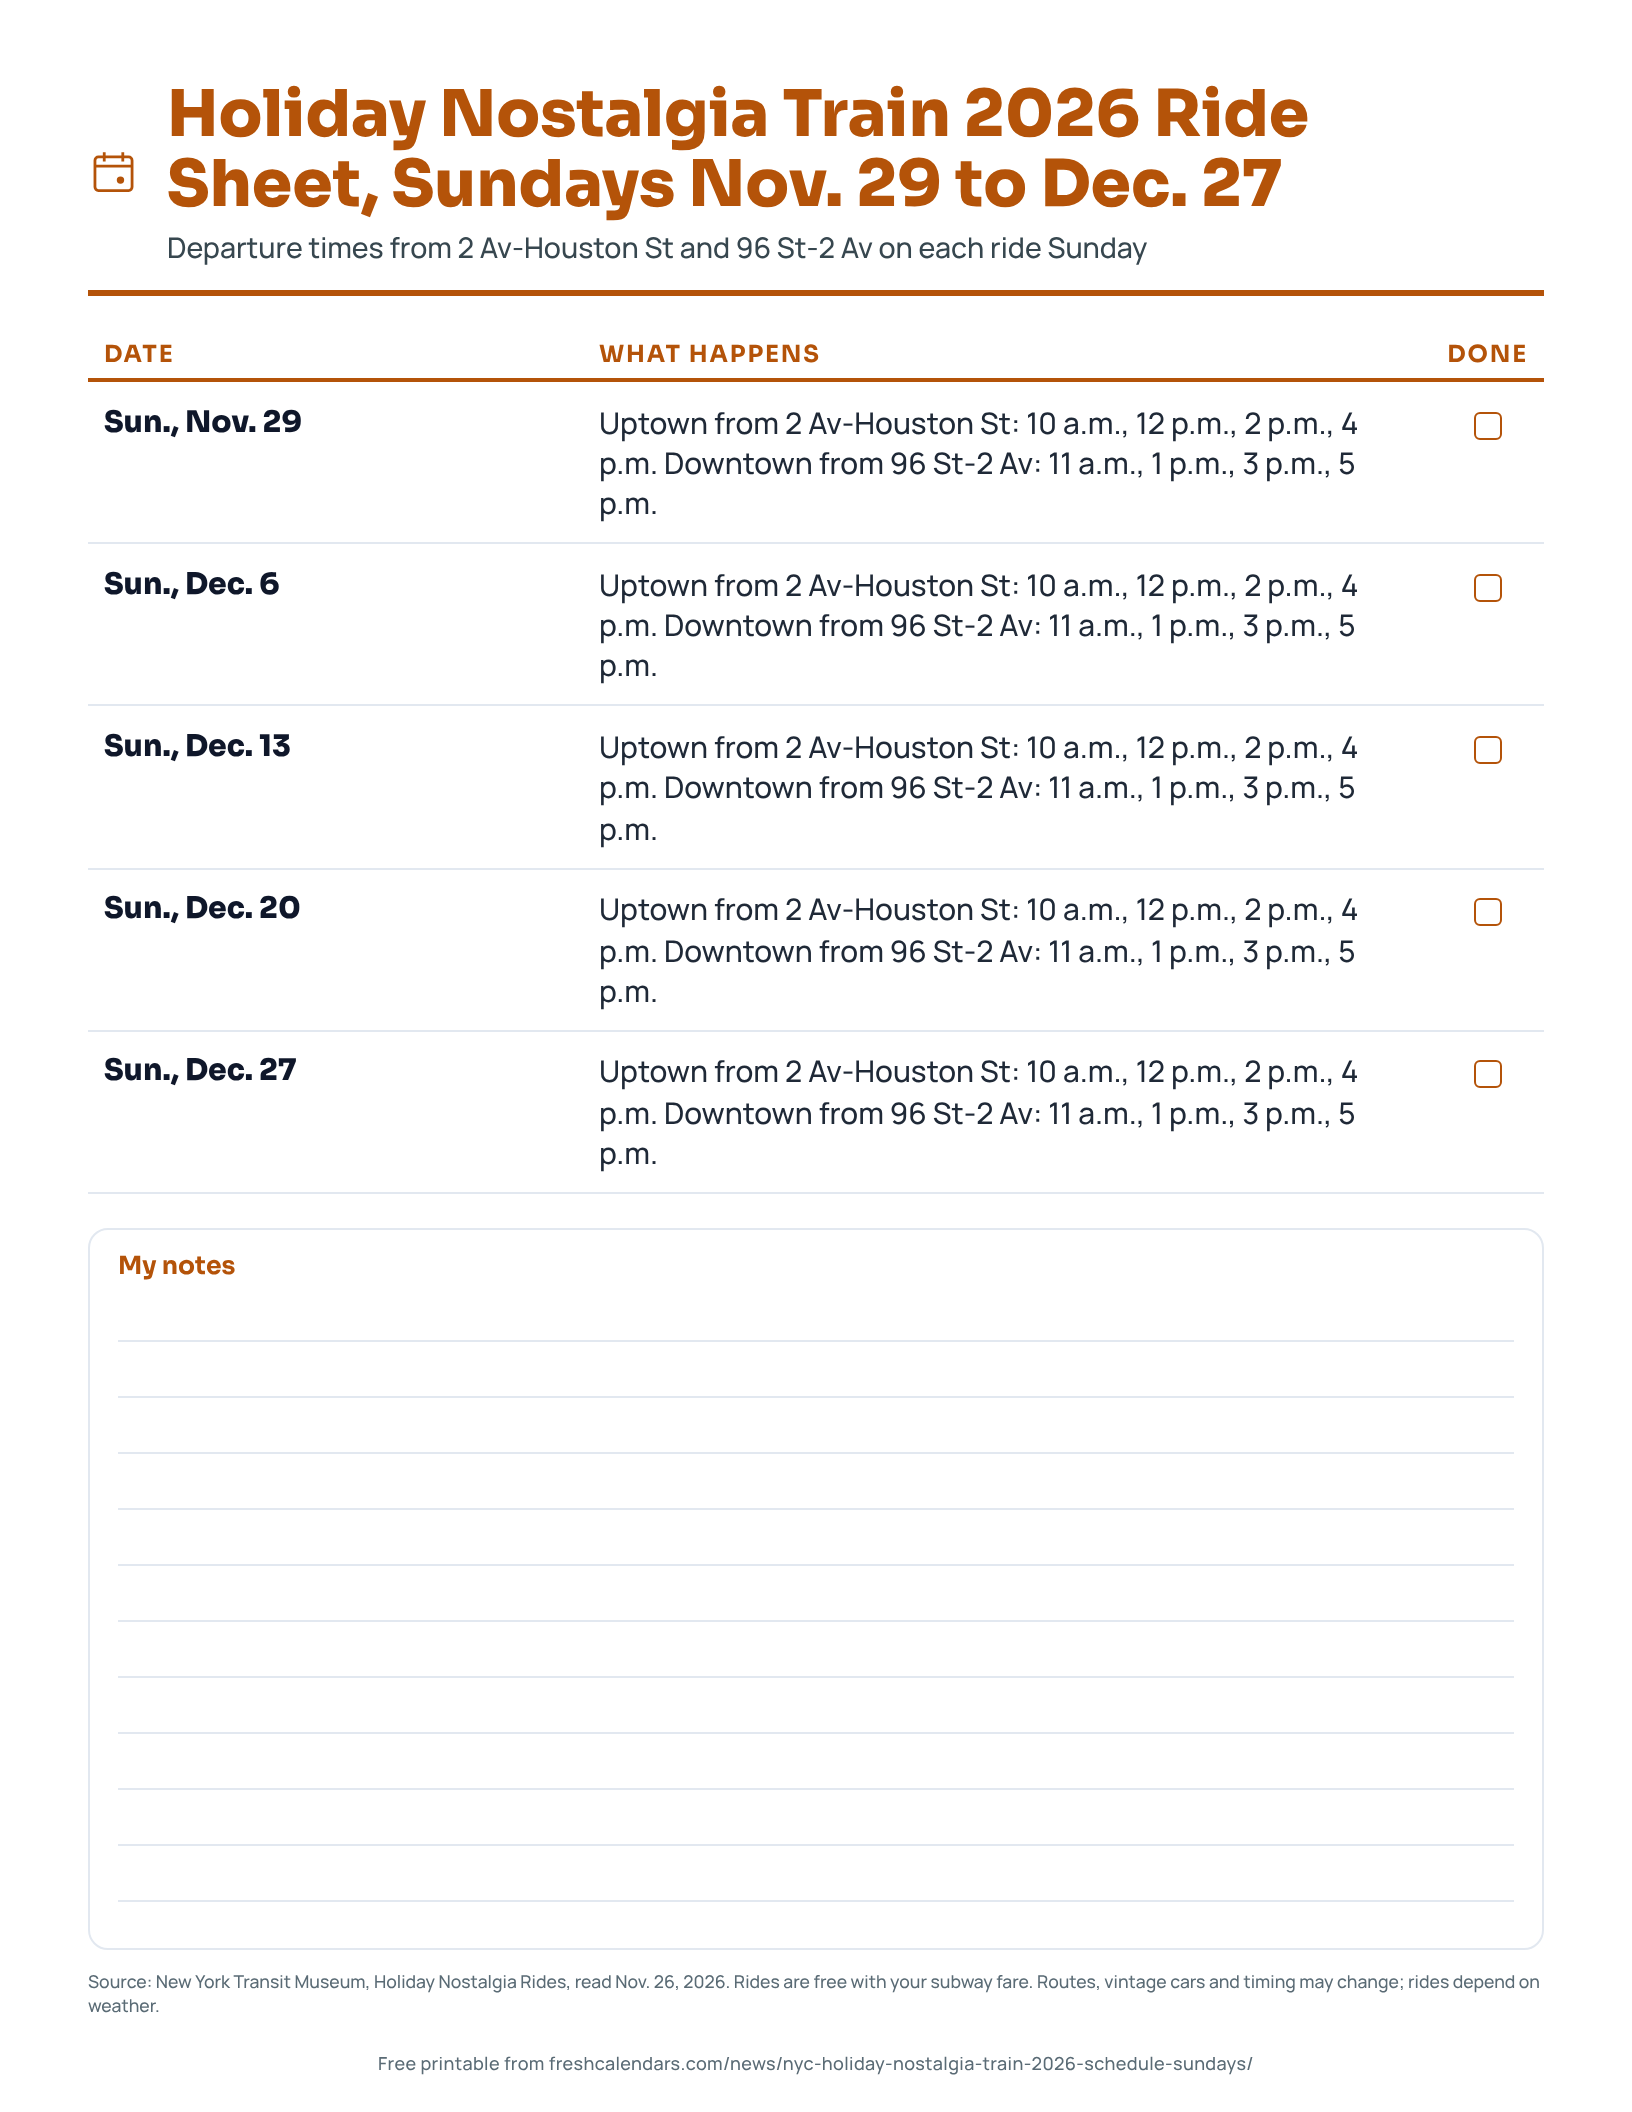 Holiday Nostalgia Train 2026 Ride
Sheet, Sundays Nov. 29 to Dec. 27
Departure times from 2 Av-Houston St and 96 St-2 Av on each ride Sunday
DATE WHAT HAPPENS DONE
Sun., Nov. 29 Uptown from 2 Av-Houston St: 10 a.m., 12 p.m., 2 p.m., 4
p.m. Downtown from 96 St-2 Av: 11 a.m., 1 p.m., 3 p.m., 5
p.m.
Sun., Dec. 6 Uptown from 2 Av-Houston St: 10 a.m., 12 p.m., 2 p.m., 4
p.m. Downtown from 96 St-2 Av: 11 a.m., 1 p.m., 3 p.m., 5
p.m.
Sun., Dec. 13 Uptown from 2 Av-Houston St: 10 a.m., 12 p.m., 2 p.m., 4
p.m. Downtown from 96 St-2 Av: 11 a.m., 1 p.m., 3 p.m., 5
p.m.
Sun., Dec. 20 Uptown from 2 Av-Houston St: 10 a.m., 12 p.m., 2 p.m., 4
p.m. Downtown from 96 St-2 Av: 11 a.m., 1 p.m., 3 p.m., 5
p.m.
Sun., Dec. 27 Uptown from 2 Av-Houston St: 10 a.m., 12 p.m., 2 p.m., 4
p.m. Downtown from 96 St-2 Av: 11 a.m., 1 p.m., 3 p.m., 5
p.m.
My notes
Source: New York Transit Museum, Holiday Nostalgia Rides, read Nov. 26, 2026. Rides are free with your subway fare. Routes, vintage cars and timing may change; rides depend on
weather.
Free printable from freshcalendars.com/news/nyc-holiday-nostalgia-train-2026-schedule-sundays/